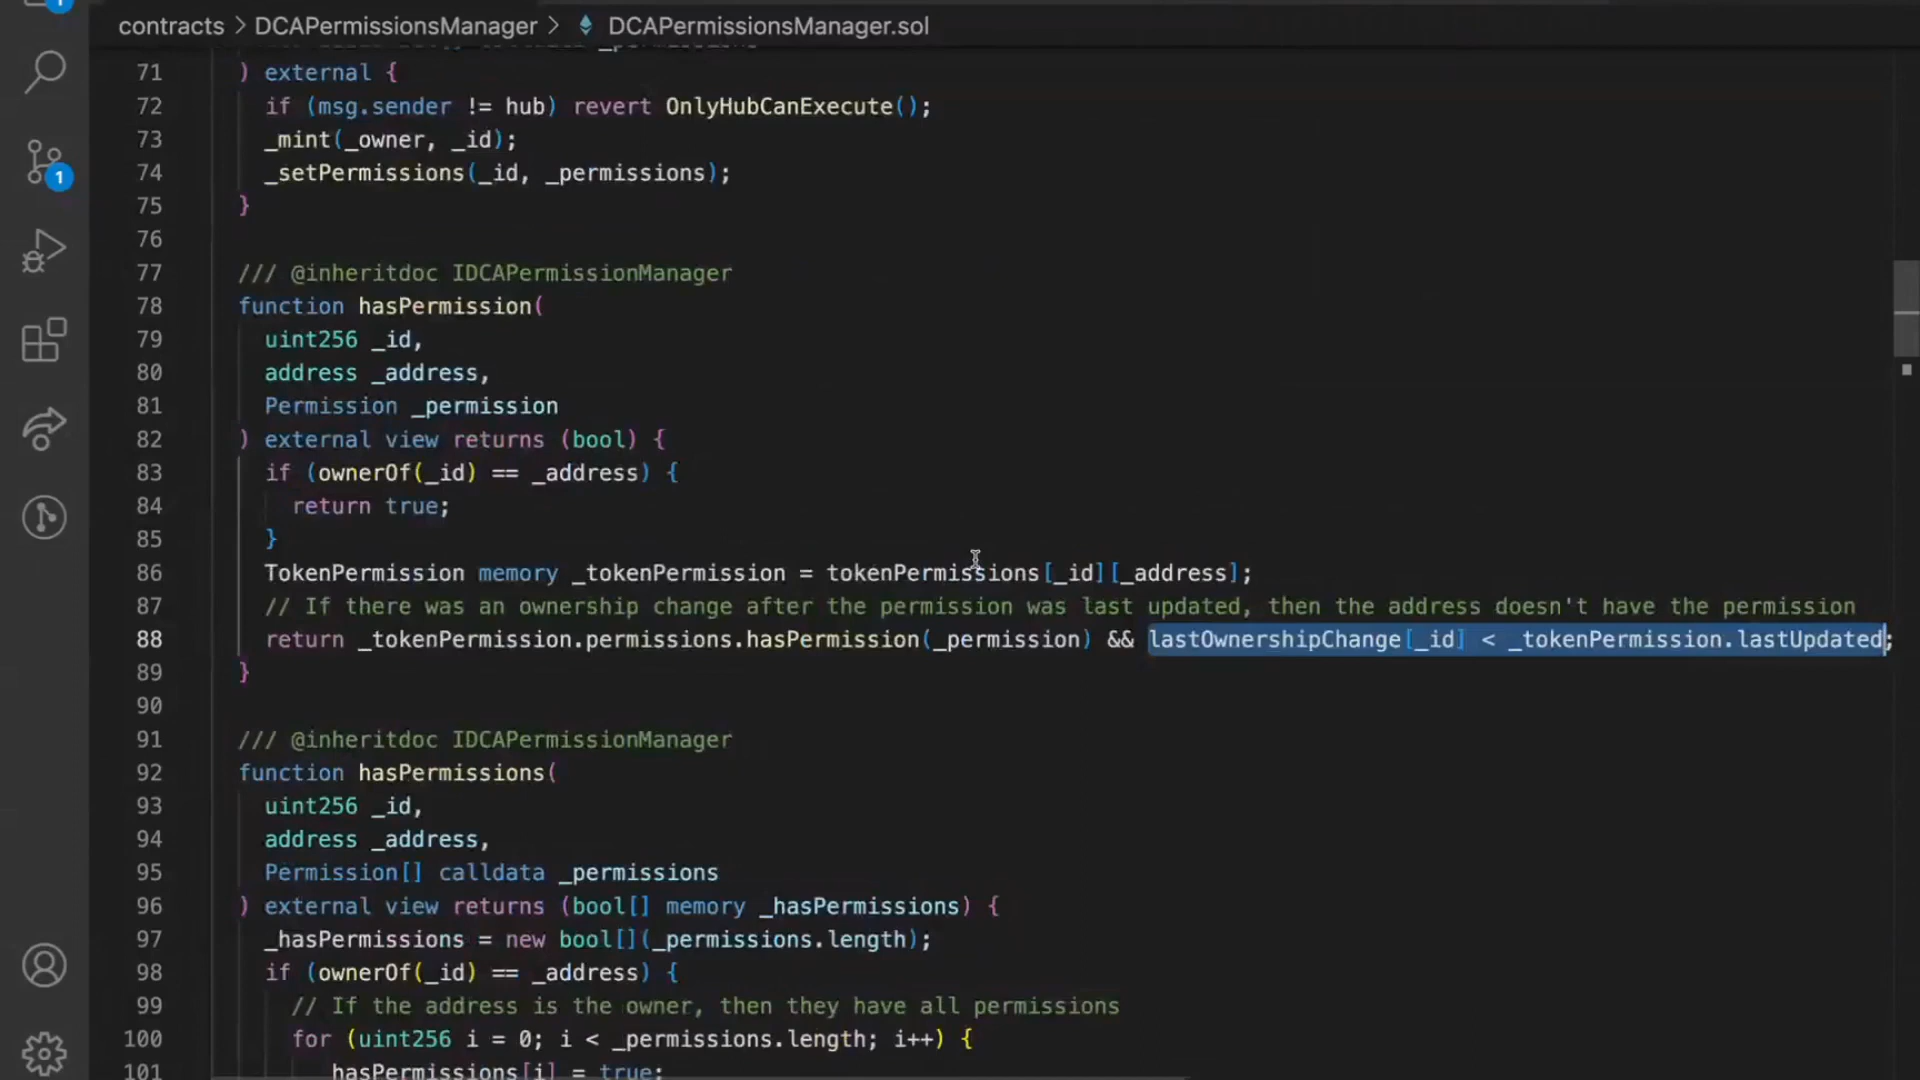 1
contracts > DCAPermissionsManager > DCAPermissionsManager.sol
71 ) external {
72 if (msg.sender != hub) revert OnlyHubCanExecute();
73 _mint(_owner, _id);
74 _setPermissions(_id, _permissions);
75 }
76
77 /// @inheritdoc IDCAPermissionManager
78 function hasPermission(
79 uint256 _id,
80 address _address,
81 Permission _permission
82 ) external view returns (bool) {
83 if (ownerOf(_id) == _address) {
84 return true;
85 }
86 TokenPermission memory _tokenPermission = tokenPermissions[_id][_address];
87 // If there was an ownership change after the permission was last updated, then the address doesn't have the permission
88 return _tokenPermission.permissions.hasPermission(_permission) && lastOwnershipChange[_id] < _tokenPermission.lastUpdated;
89 }
90
91 /// @inheritdoc IDCAPermissionManager
92 function hasPermissions(
93 uint256 _id,
94 address _address,
95 Permission[] calldata _permissions
96 ) external view returns (bool[] memory _hasPermissions) {
97 _hasPermissions = new bool[](_permissions.length);
98 if (ownerOf(_id) == _address) {
99 // If the address is the owner, then they have all permissions
100 for (uint256 i = 0; i < _permissions.length; i++) {
101 _hasPermissions[i] = true;
1